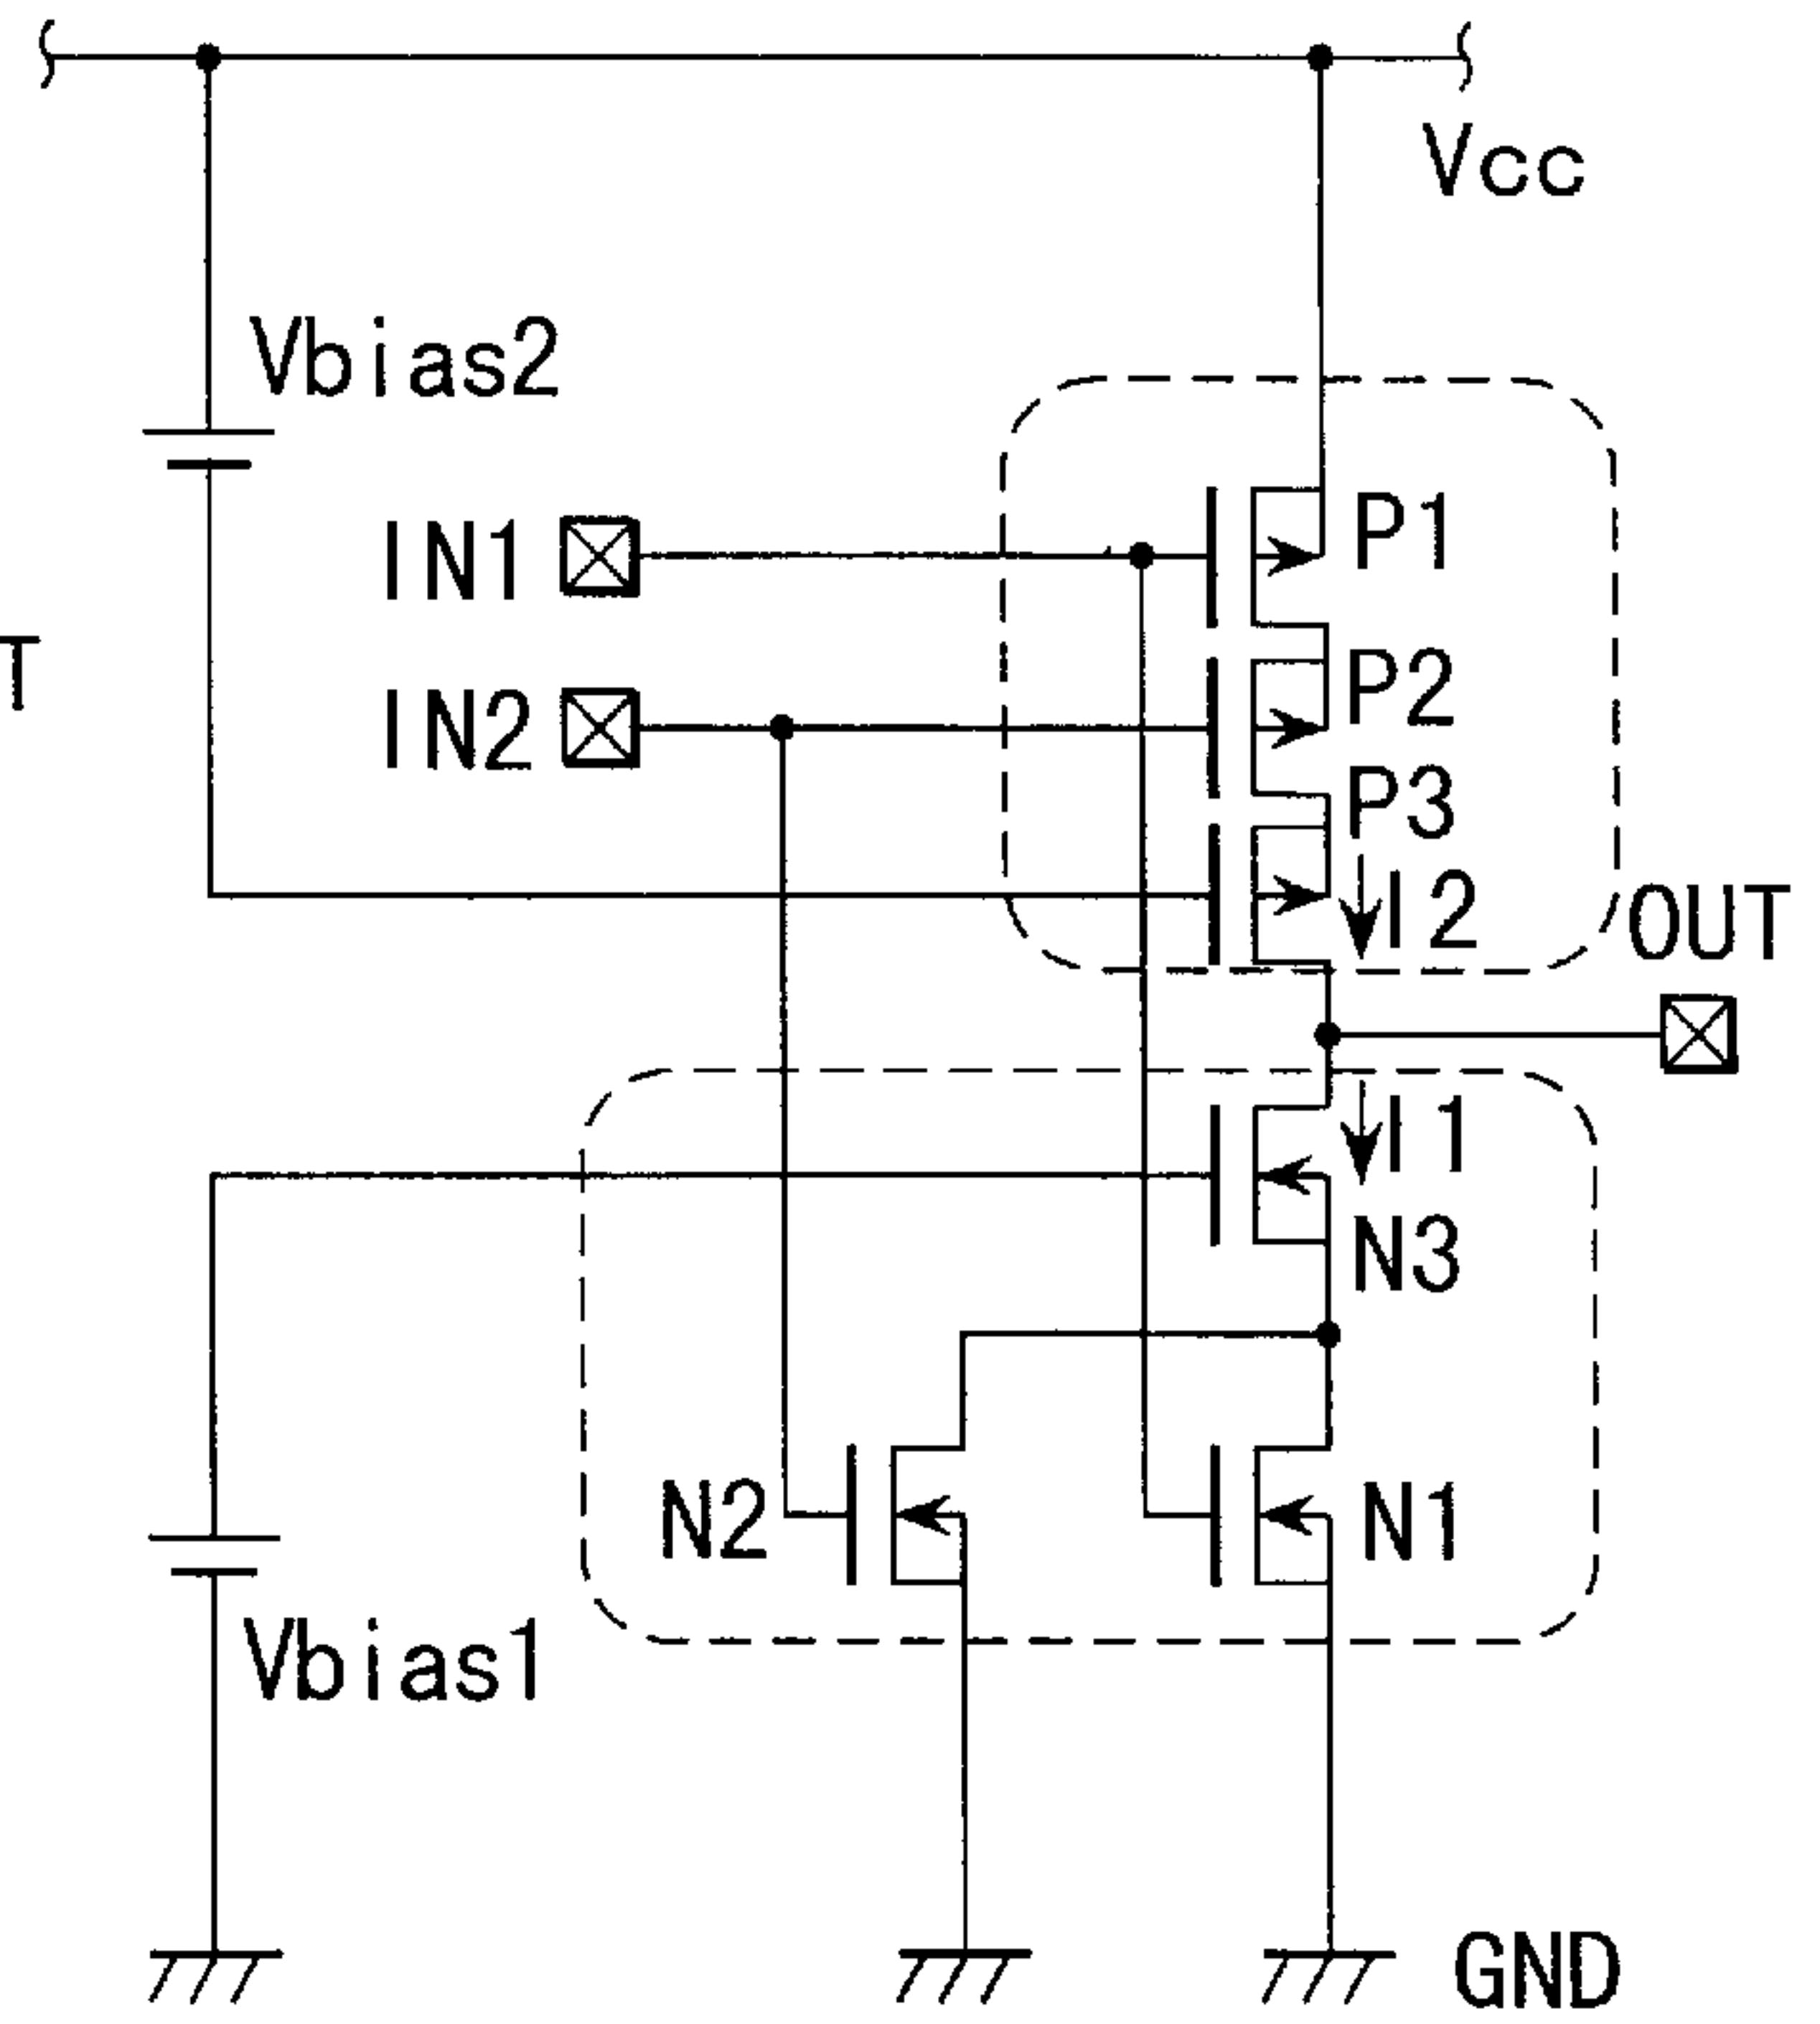 Vcc
Vbias2
IN1
P1
T
IN2
P2
P3
I2
OUT
I1
N3
N2
N1
Vbias1
GND